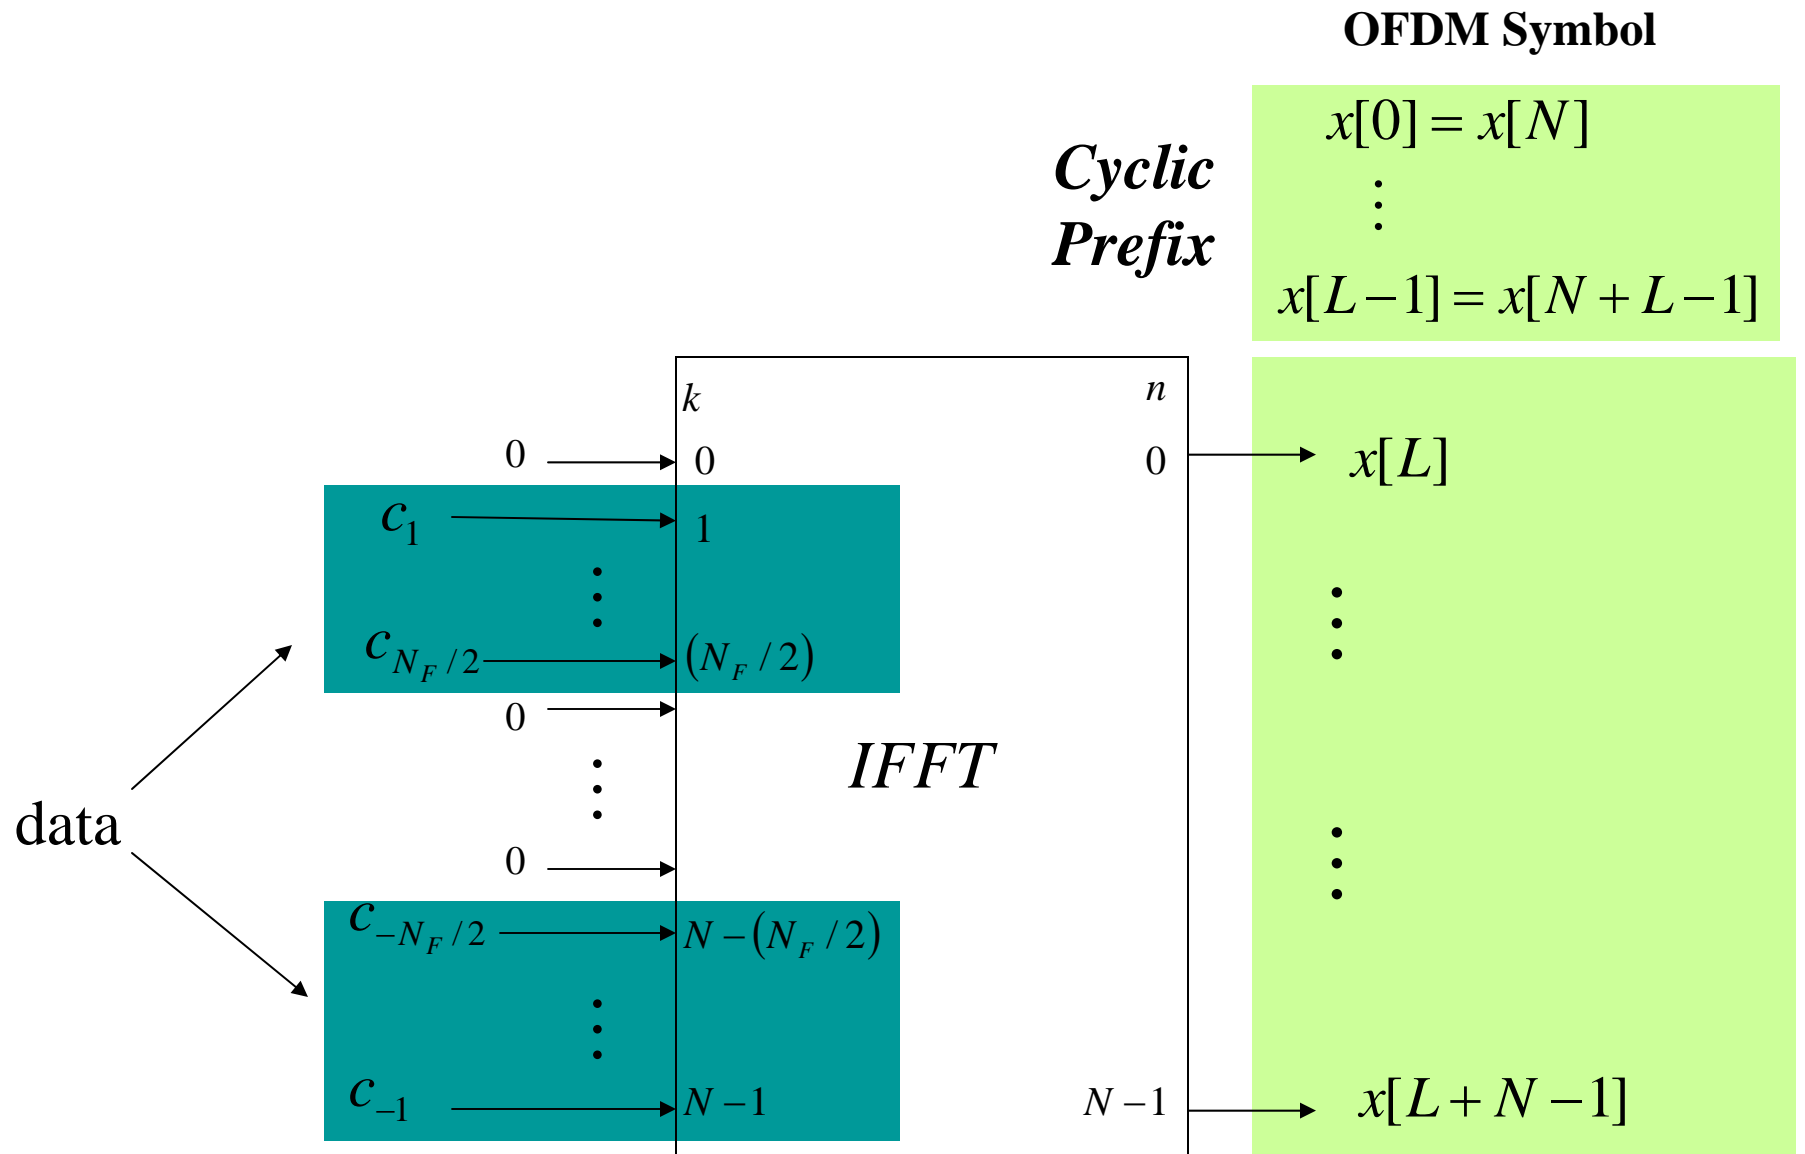 OFDM Symbol
x[0] = x[N]
⋮
x[L−1] = x[N + L−1]
Cyclic
Prefix
k
n
0
0
0
x[L]
c_1
1
⋮
⋮
c_{N_F/2}
(N_F/2)
0
IFFT
⋮
data
0
⋮
c_{−N_F/2}
N−(N_F/2)
⋮
c_{−1}
N−1
N−1
x[L+N−1]